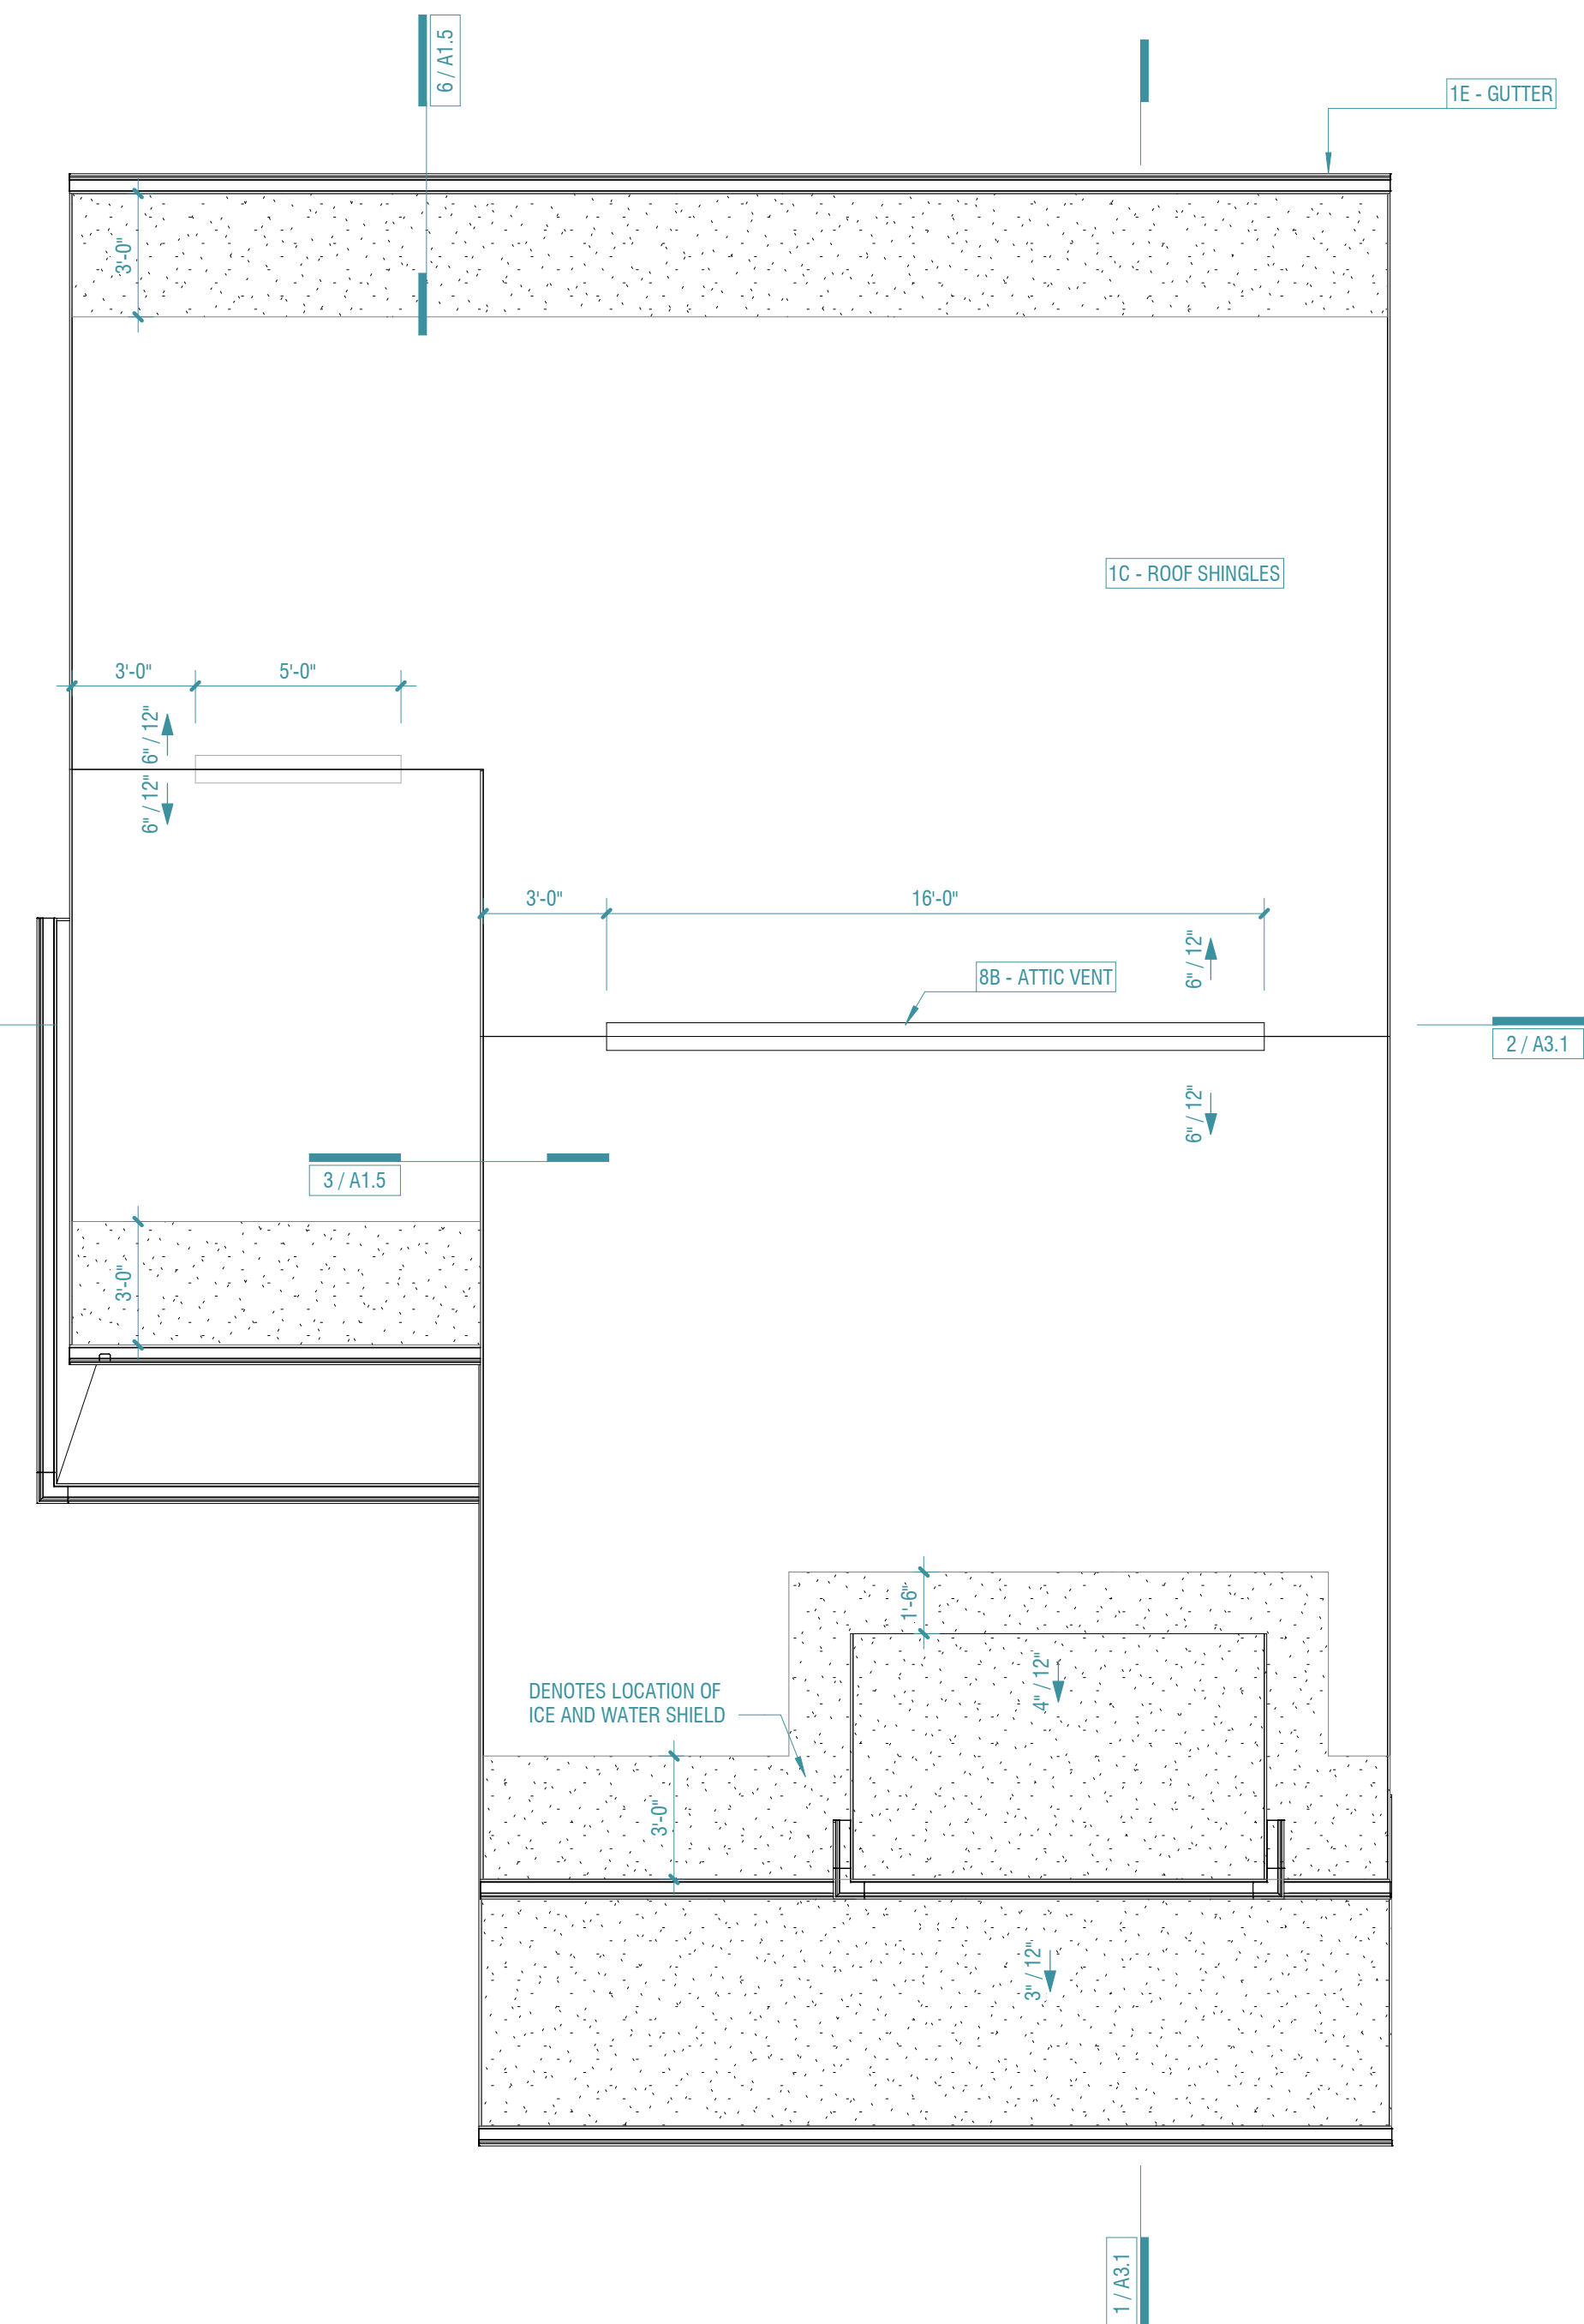 6 / A1.5
1E - GUTTER
3'-0"
1C - ROOF SHINGLES
3'-0"
5'-0"
6" / 12"
6" / 12"
3'-0"
16'-0"
6" / 12"
8B - ATTIC VENT
2 / A3.1
6" / 12"
3 / A1.5
3'-0"
1'-6"
4" / 12"
DENOTES LOCATION OF
ICE AND WATER SHIELD
3'-0"
3" / 12"
1 / A3.1